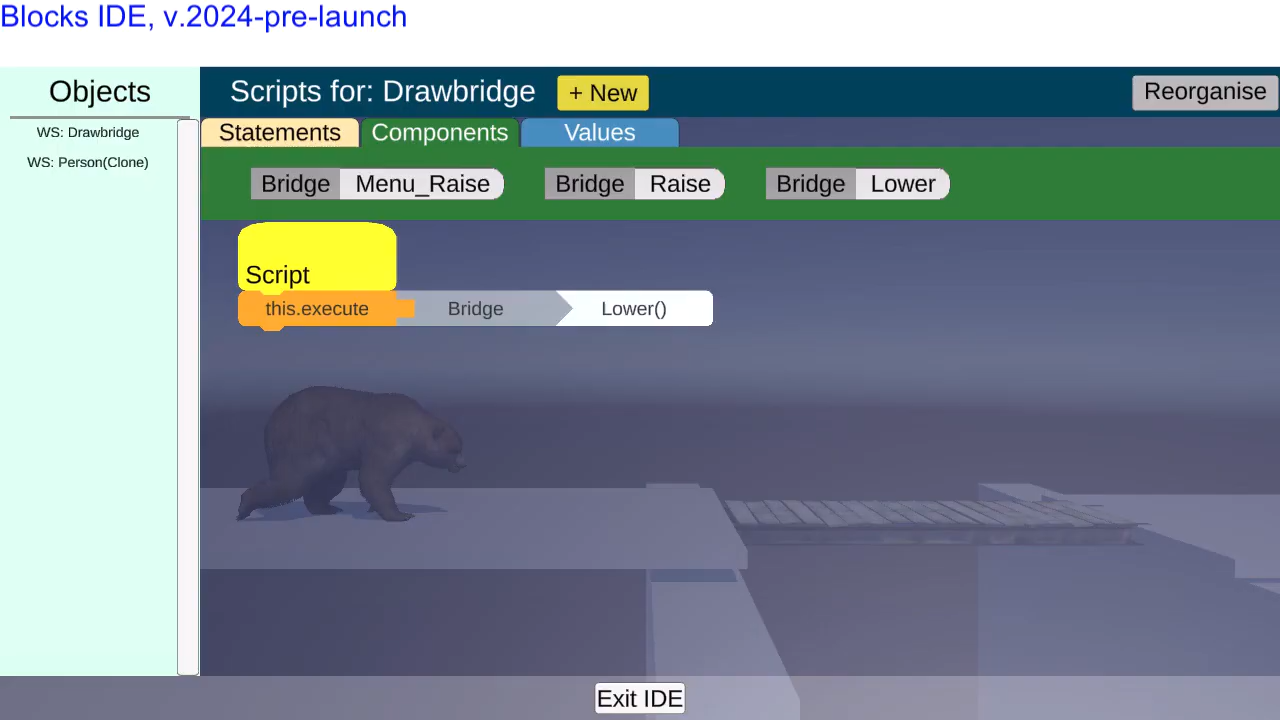 Blocks IDE, v.2024-pre-launch
Objects
WS: Drawbridge
WS: Person(Clone)
Scripts for: Drawbridge + New Reorganise
Statements Components Values
Bridge Menu_Raise Bridge Raise Bridge Lower
Script
this.execute Bridge Lower()
Exit IDE